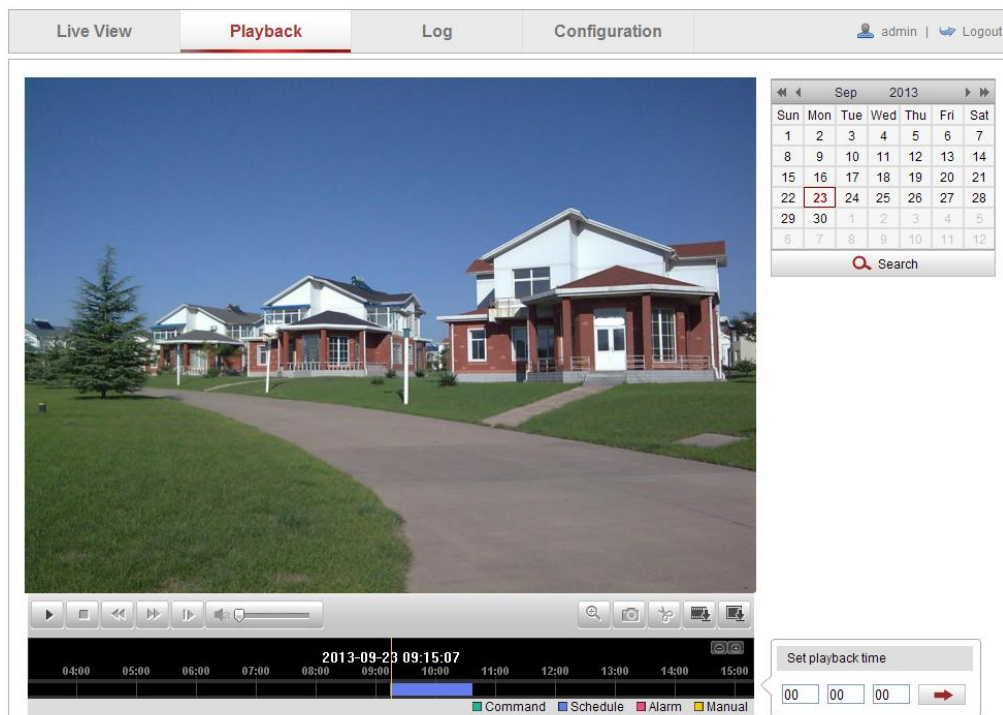 Live View Playback Log Configuration admin | Logout
Sep 2013
Sun Mon Tue Wed Thu Fri Sat
1 2 3 4 5 6 7
8 9 10 11 12 13 14
15 16 17 18 19 20 21
22 23 24 25 26 27 28
29 30 1 2 3 4 5
6 7 8 9 10 11 12
Search
2013-09-23 09:15:07
04:00 05:00 06:00 07:00 08:00 09:00 10:00 11:00 12:00 13:00 14:00 15:00
Command Schedule Alarm Manual
Set playback time
00 00 00